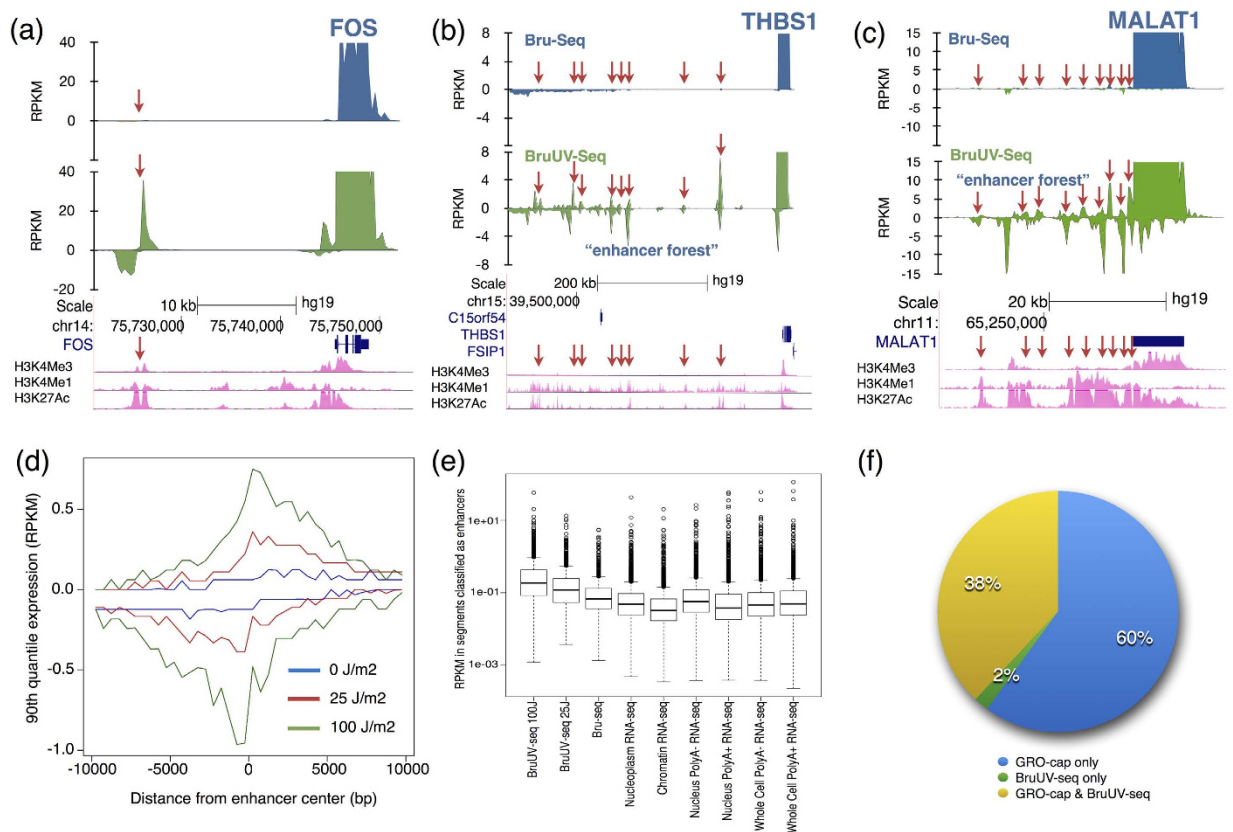 (a)
FOS
40
20
0
RPKM
40
20
0
-20
RPKM
Scale
10 kb
hg19
chr14:
75,730,000
75,740,000
75,750,000
FOS
H3K4Me3
H3K4Me1
H3K27Ac
(b)
THBS1
Bru-Seq
8
4
0
-4
RPKM
BruUV-Seq
8
4
0
-4
-8
RPKM
"enhancer forest"
Scale
200 kb
hg19
chr15:
39,500,000
C15orf54
THBS1
FSIP1
H3K4Me3
H3K4Me1
H3K27Ac
(c)
MALAT1
Bru-Seq
15
10
5
0
-5
-10
-15
RPKM
BruUV-Seq
"enhancer forest"
15
10
5
0
-5
-10
-15
RPKM
Scale
20 kb
hg19
chr11:
65,250,000
MALAT1
H3K4Me3
H3K4Me1
H3K27Ac
(d)
90th quantile expression (RPKM)
0.5
0.0
-0.5
-1.0
0 J/m2
25 J/m2
100 J/m2
-10000
-5000
0
5000
10000
Distance from enhancer center (bp)
(e)
RPKM in segments classified as enhancers
1e+01
1e-01
1e-03
BruUV-seq 100J
BruUV-seq 25J
Bru-seq
Nucleoplasm RNA-seq
Chromatin RNA-seq
Nucleus PolyA- RNA-seq
Nucleus PolyA+ RNA-seq
Whole Cell PolyA- RNA-seq
Whole Cell PolyA+ RNA-seq
(f)
38%
60%
2%
GRO-cap only
BruUV-seq only
GRO-cap & BruUV-seq